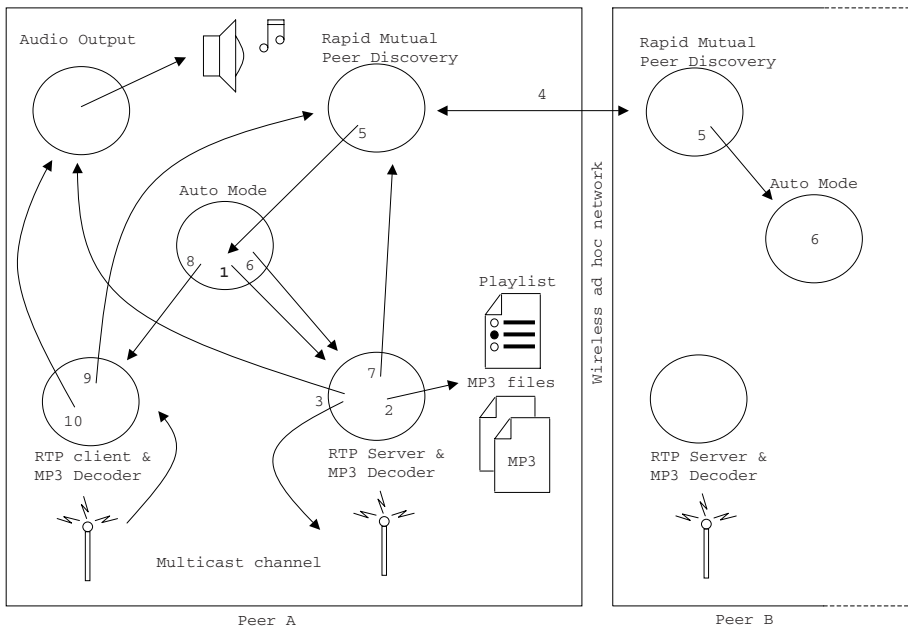 Audio Output
Rapid Mutual
Peer Discovery
Rapid Mutual
Peer Discovery
4
5
5
Auto Mode
Auto Mode
8
1
6
6
Wireless ad hoc network
Playlist
MP3 files
MP3
9
10
7
3
2
RTP client &
MP3 Decoder
RTP Server &
MP3 Decoder
RTP Server &
MP3 Decoder
Multicast channel
Peer A
Peer B